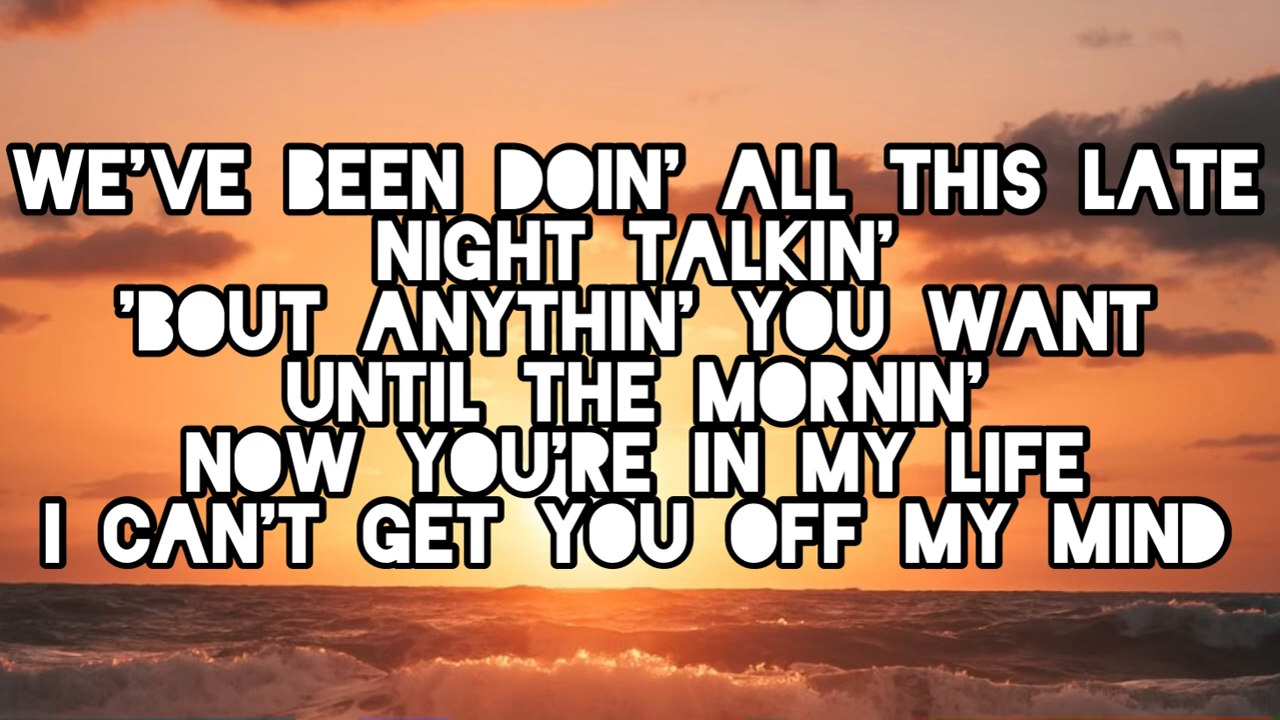 WE'VE BEEN DOIN' ALL THIS LATE
NIGHT TALKIN'
'BOUT ANYTHIN' YOU WANT
UNTIL THE MORNIN'
NOW YOU'RE IN MY LIFE
I CAN'T GET YOU OFF MY MIND